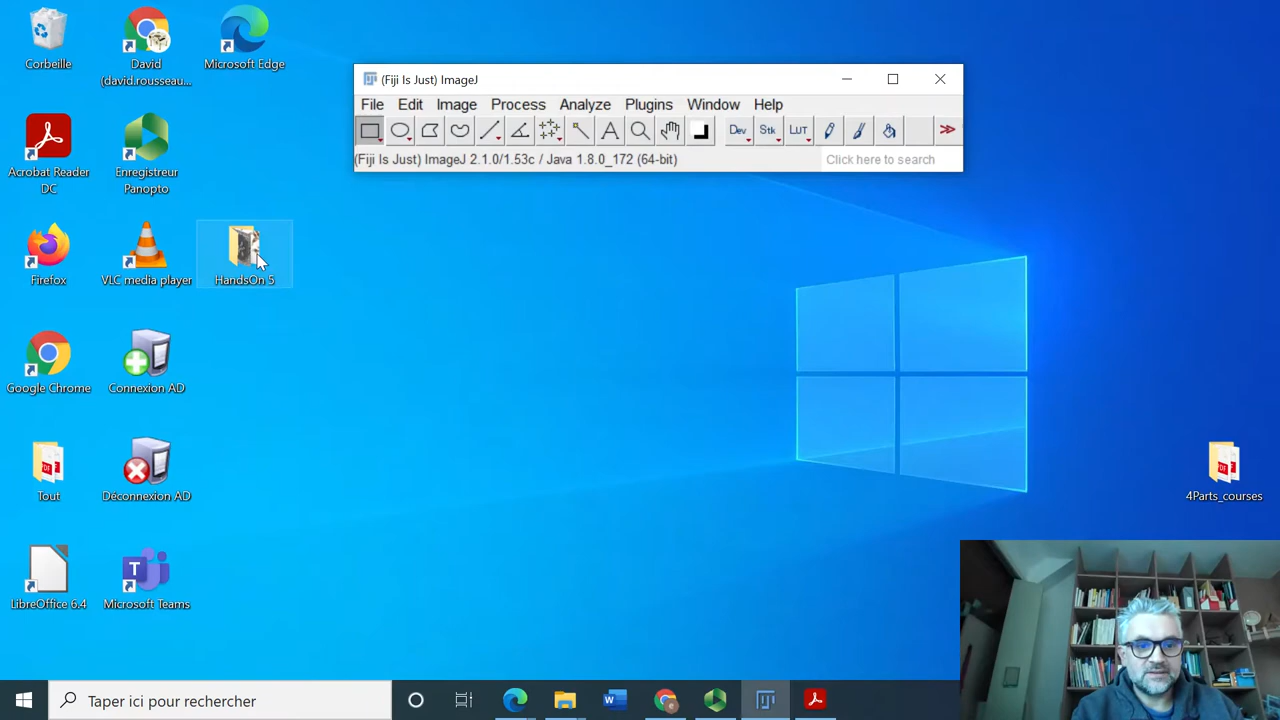 Corbeille
David
(david.rousseau...
Microsoft Edge
(Fiji Is Just) ImageJ
File Edit Image Process Analyze Plugins Window Help
Dev Stk LUT
(Fiji Is Just) ImageJ 2.1.0/1.53c / Java 1.8.0_172 (64-bit)
Click here to search
Acrobat Reader
DC
Enregistreur
Panopto
Firefox
VLC media player
HandsOn 5
Google Chrome
Connexion AD
Tout
Déconnexion AD
4Parts_courses
LibreOffice 6.4
Microsoft Teams
Taper ici pour rechercher